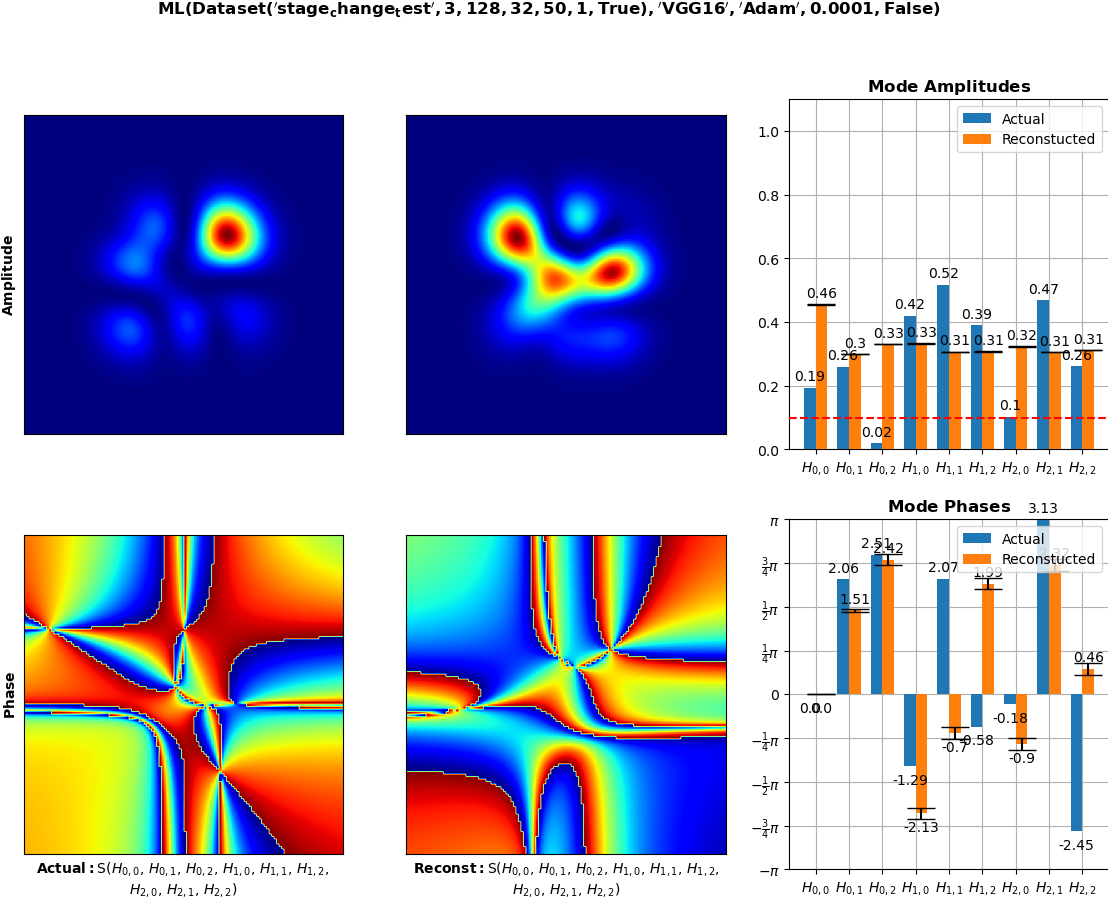 ML(Dataset('stage_change_test', 3, 128, 32, 50, 1, True), 'VGG16', 'Adam', 0.0001, False)
Amplitude
Mode Amplitudes
Actual
Reconstucted
1.0
0.8
0.6
0.4
0.2
0.0
0.19
0.46
0.26
0.3
0.02
0.33
0.42
0.33
0.52
0.31
0.39
0.31
0.1
0.32
0.47
0.31
0.26
0.31
H0,0 H0,1 H0,2 H1,0 H1,1 H1,2 H2,0 H2,1 H2,2
Phase
Actual: S(H0,0, H0,1, H0,2, H1,0, H1,1, H1,2,
H2,0, H2,1, H2,2)
Reconst: S(H0,0, H0,1, H0,2, H1,0, H1,1, H1,2,
H2,0, H2,1, H2,2)
Mode Phases
Actual
Reconstucted
π
3/4π
1/2π
1/4π
0
−1/4π
−1/2π
−3/4π
−π
0.0
0.0
2.06
1.51
2.51
2.42
-1.29
-2.13
2.07
-0.7
-0.58
1.99
-0.18
-0.9
3.13
2.32
-2.45
0.46
H0,0 H0,1 H0,2 H1,0 H1,1 H1,2 H2,0 H2,1 H2,2